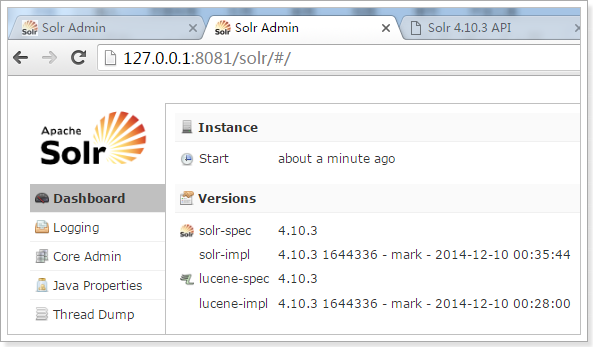 Solr Admin
Solr Admin
Solr 4.10.3 API
127.0.0.1:8081/solr/#/
Apache
Solr
Dashboard
Logging
Core Admin
Java Properties
Thread Dump
Instance
Start about a minute ago
Versions
solr-spec 4.10.3
solr-impl 4.10.3 1644336 - mark - 2014-12-10 00:35:44
lucene-spec 4.10.3
lucene-impl 4.10.3 1644336 - mark - 2014-12-10 00:28:00